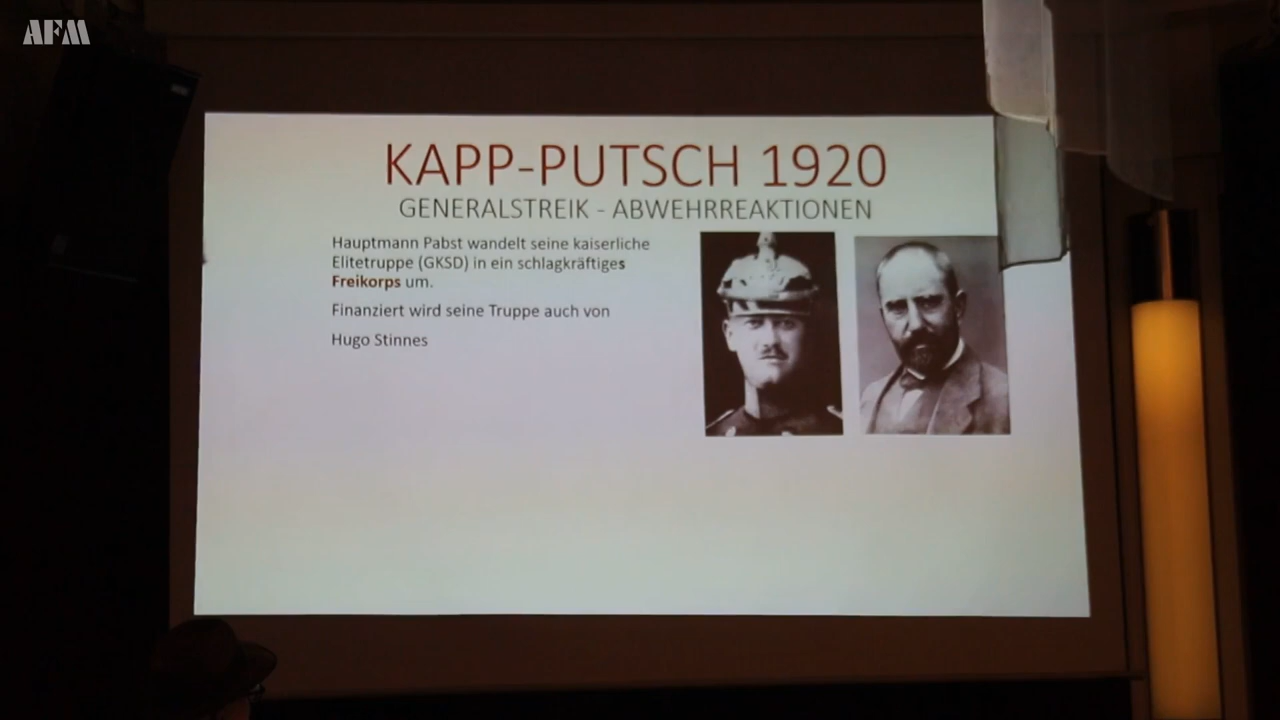 AFM
KAPP-PUTSCH 1920
GENERALSTREIK - ABWEHRREAKTIONEN
Hauptmann Pabst wandelt seine kaiserliche
Elitetruppe (GKSD) in ein schlagkräftiges
Freikorps um.
Finanziert wird seine Truppe auch von
Hugo Stinnes